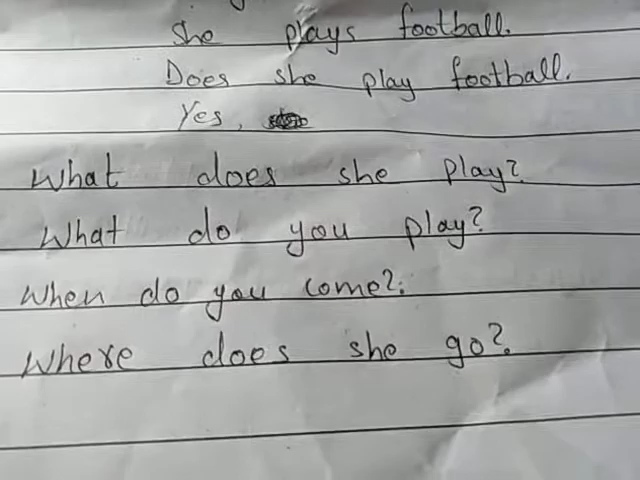 She plays football.
Does she play football.
Yes,
What does she play?
What do you play?
When do you come?.
Where does she go?.